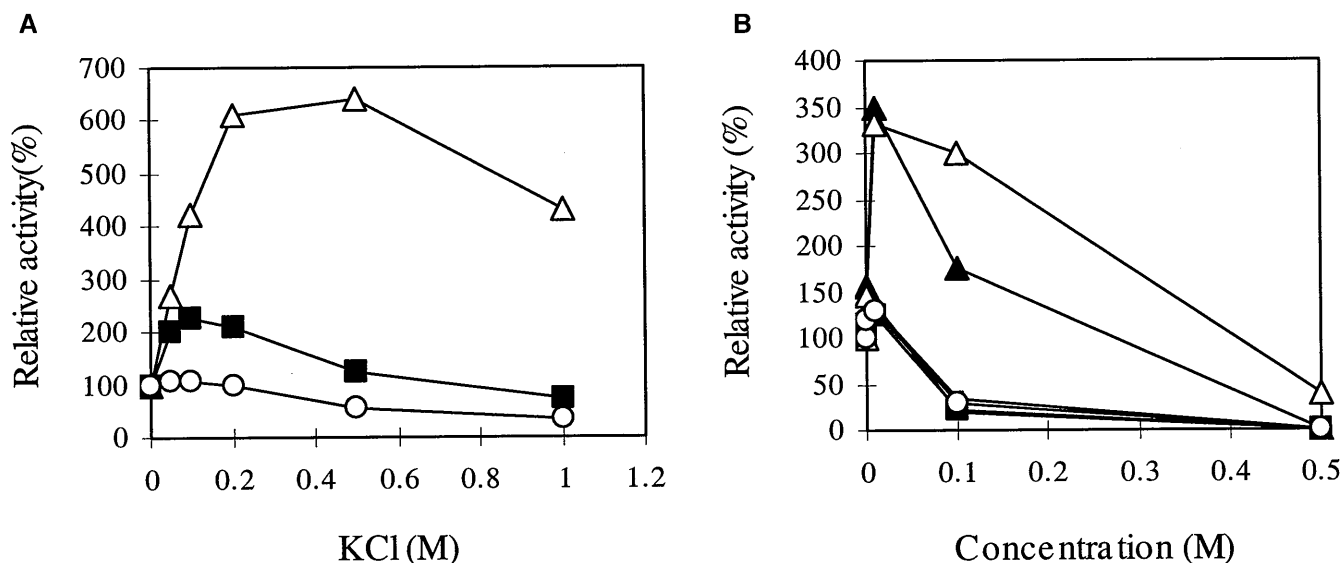 A
Relative activity(%)
700
600
500
400
300
200
100
0
0 0.2 0.4 0.6 0.8 1 1.2
KCl (M)
B
Relative activity (%)
400
350
300
250
200
150
100
50
0
0 0.1 0.2 0.3 0.4 0.5
Concentration (M)